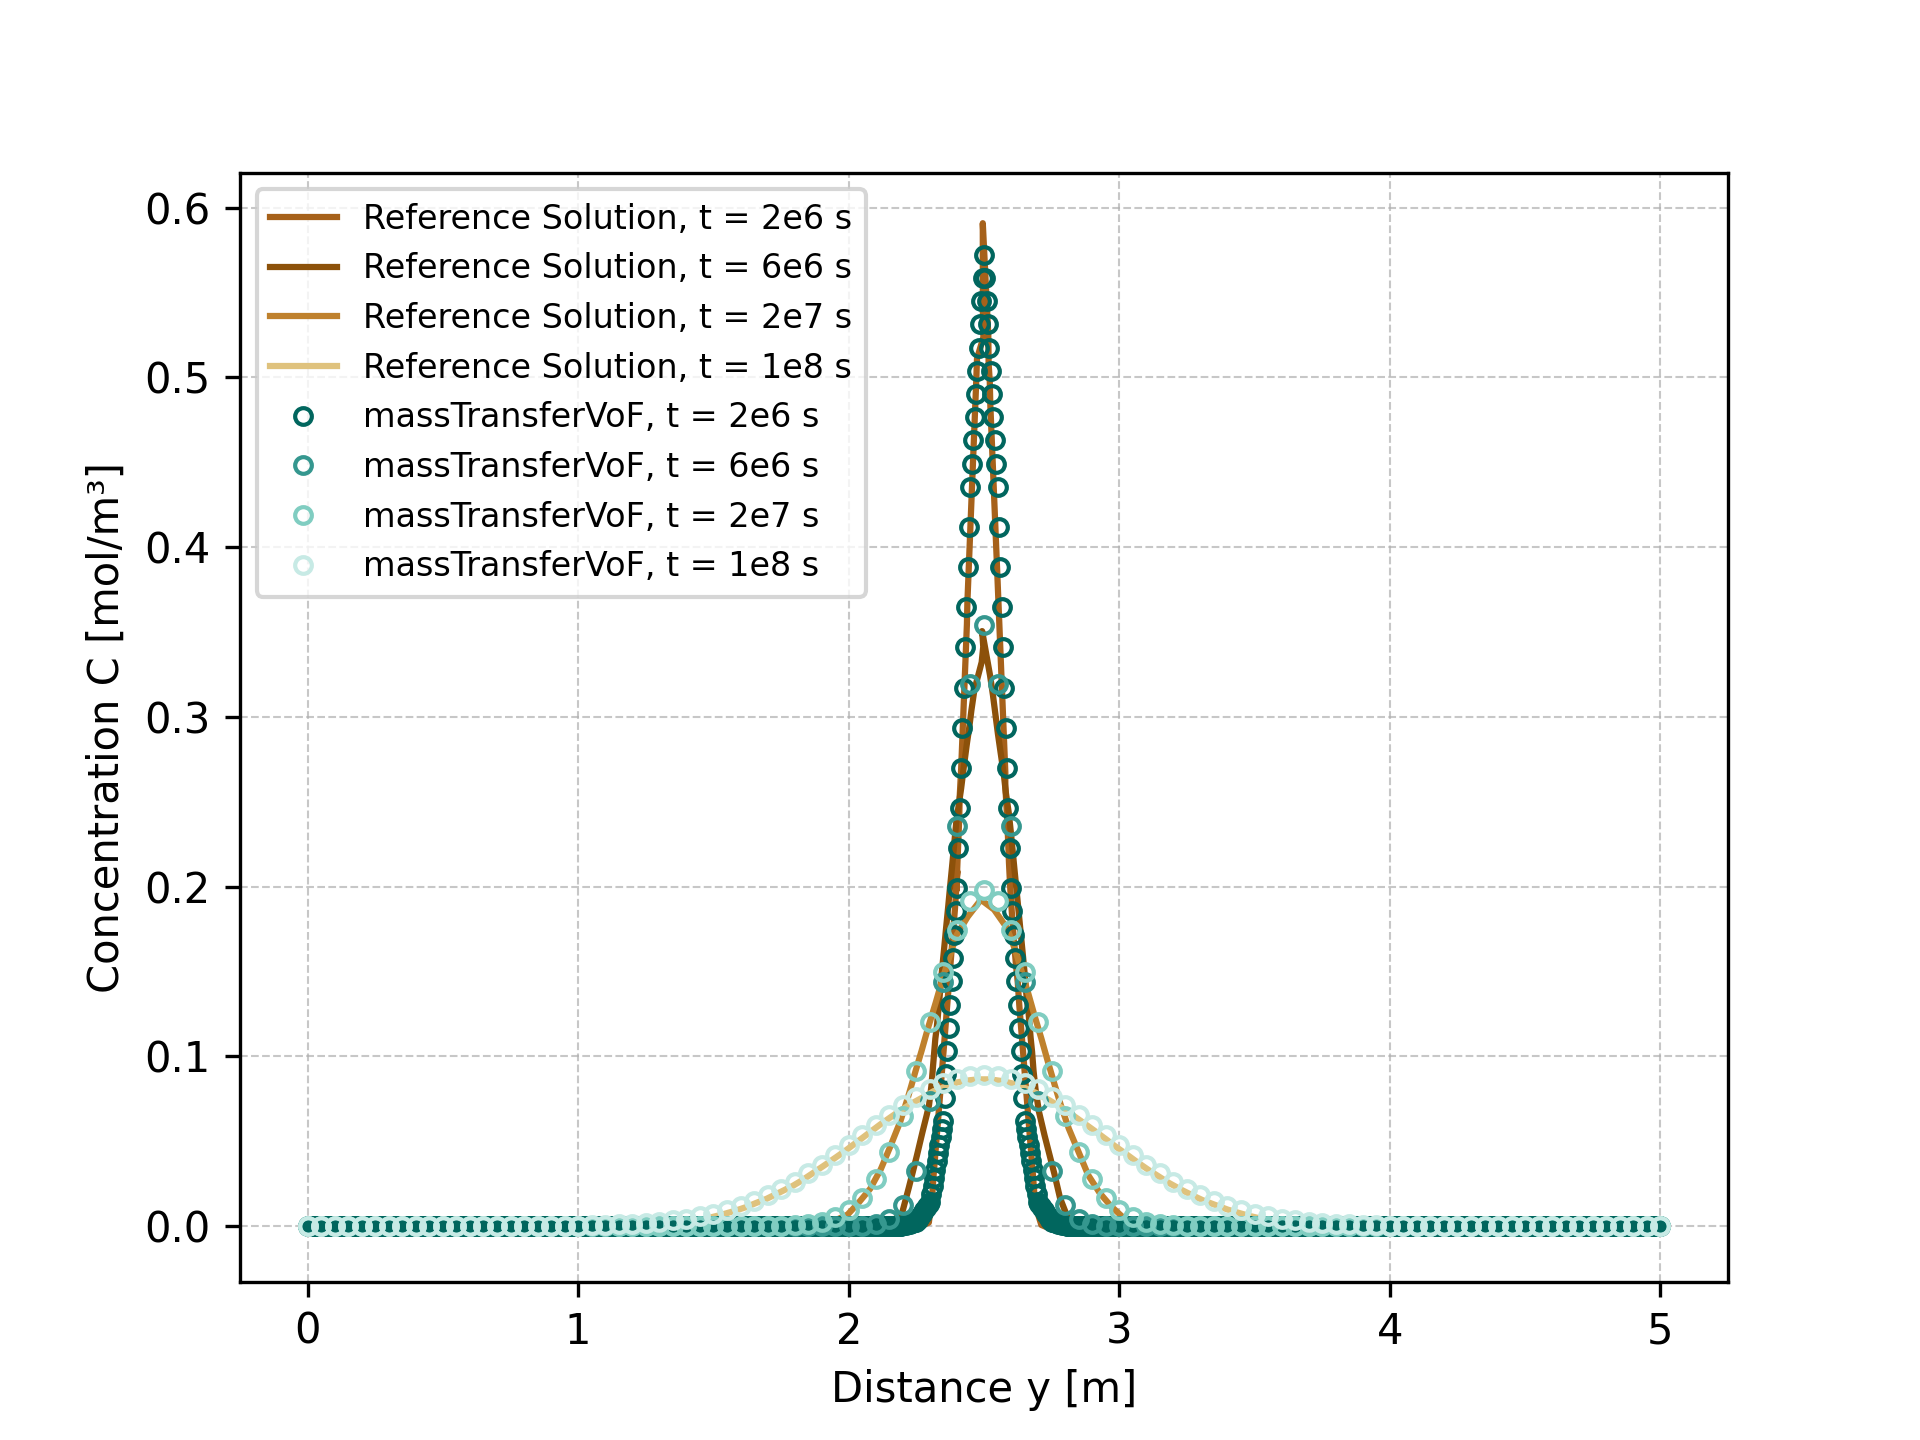 Reference Solution, t = 2e6 s
Reference Solution, t = 6e6 s
Reference Solution, t = 2e7 s
Reference Solution, t = 1e8 s
massTransferVoF, t = 2e6 s
massTransferVoF, t = 6e6 s
massTransferVoF, t = 2e7 s
massTransferVoF, t = 1e8 s
Concentration C [mol/m³]
0.6
0.5
0.4
0.3
0.2
0.1
0.0
0 1 2 3 4 5
Distance y [m]